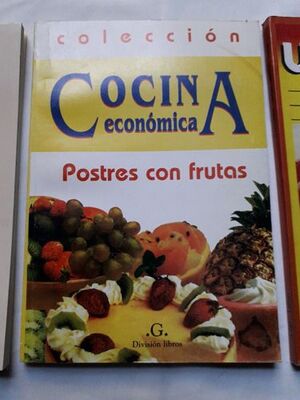 colección
COCINA
económica
Postres con frutas
.G.
División libros